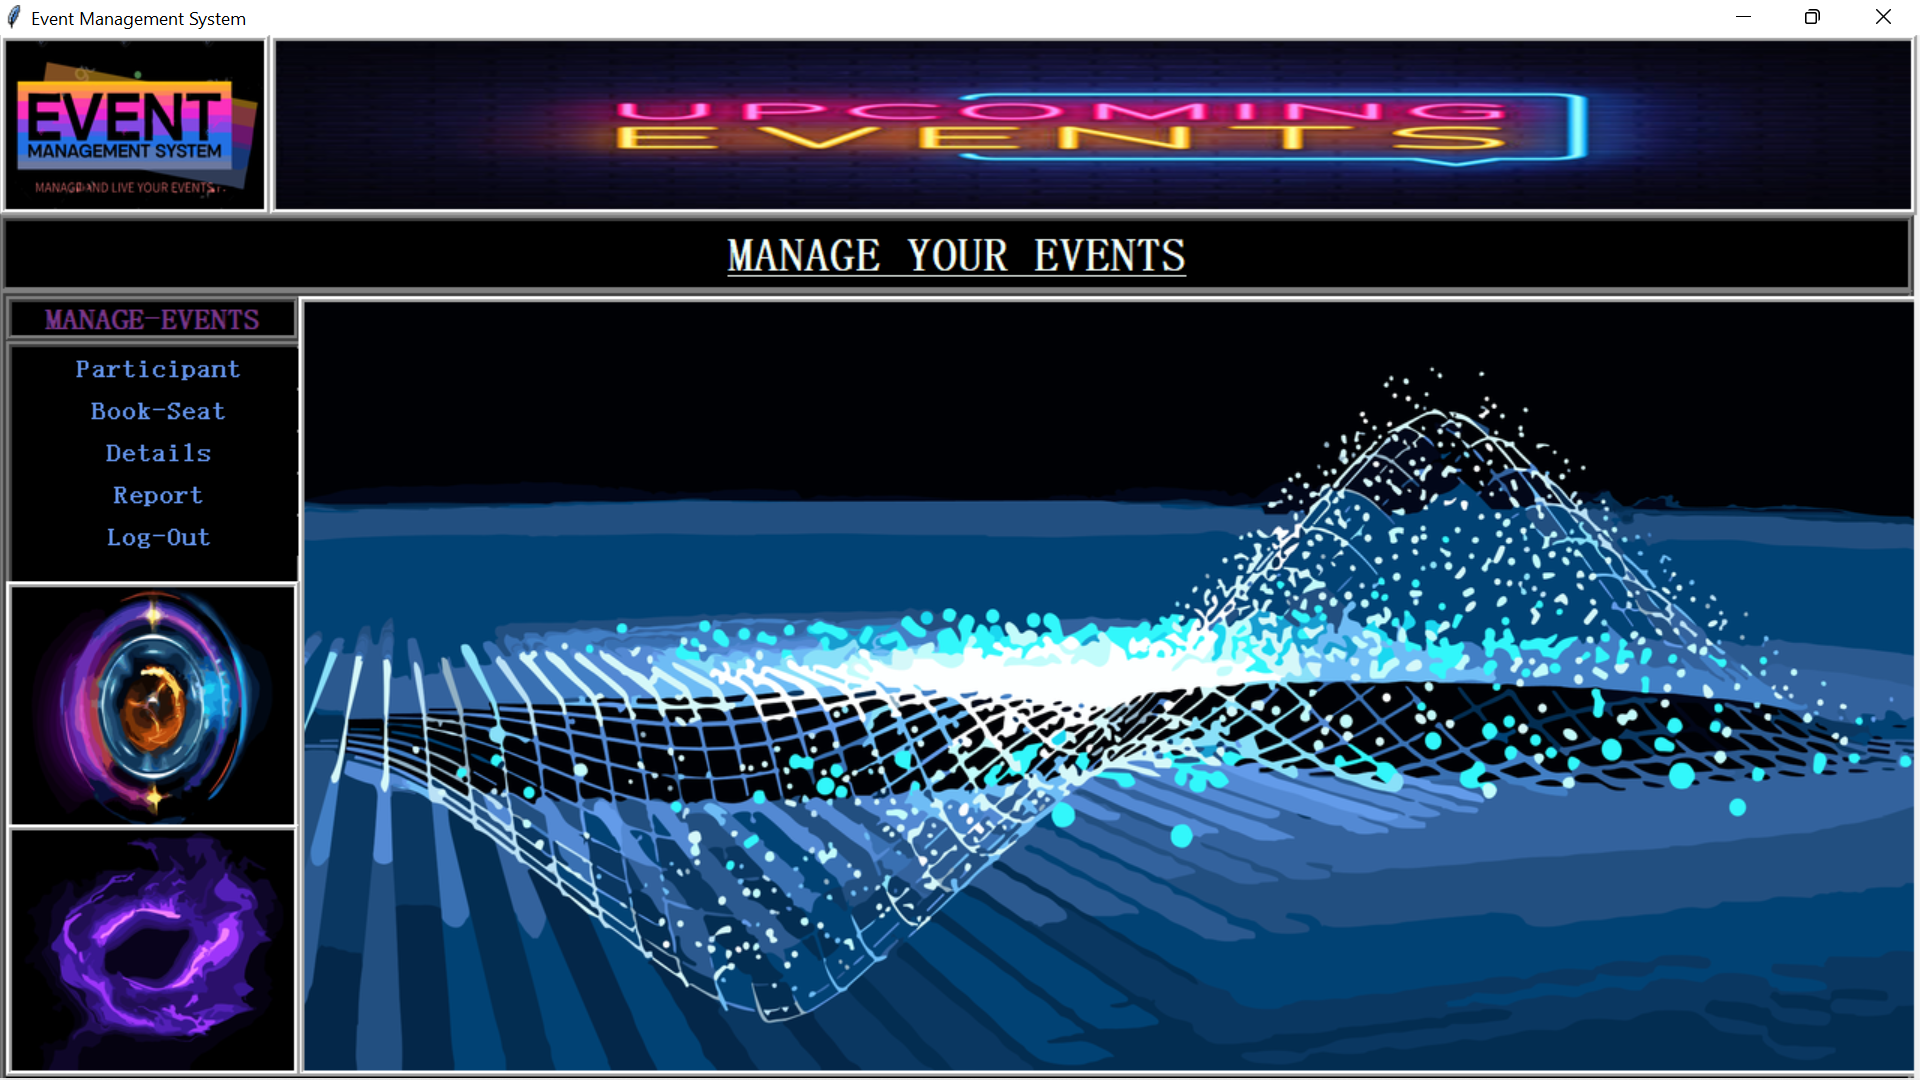 Event Management System
EVENT
MANAGEMENT SYSTEM
MANAGE AND LIVE YOUR EVENTS
UPCOMING
EVENTS
MANAGE YOUR EVENTS
MANAGE-EVENTS
Participant
Book-Seat
Details
Report
Log-Out